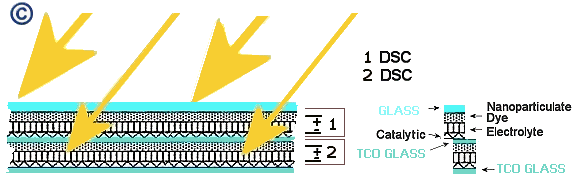 ©
1 DSC
2 DSC
± 1
± 2
GLASS
Nanoparticulate
Dye
Electrolyte
Catalytic
TCO GLASS
TCO GLASS